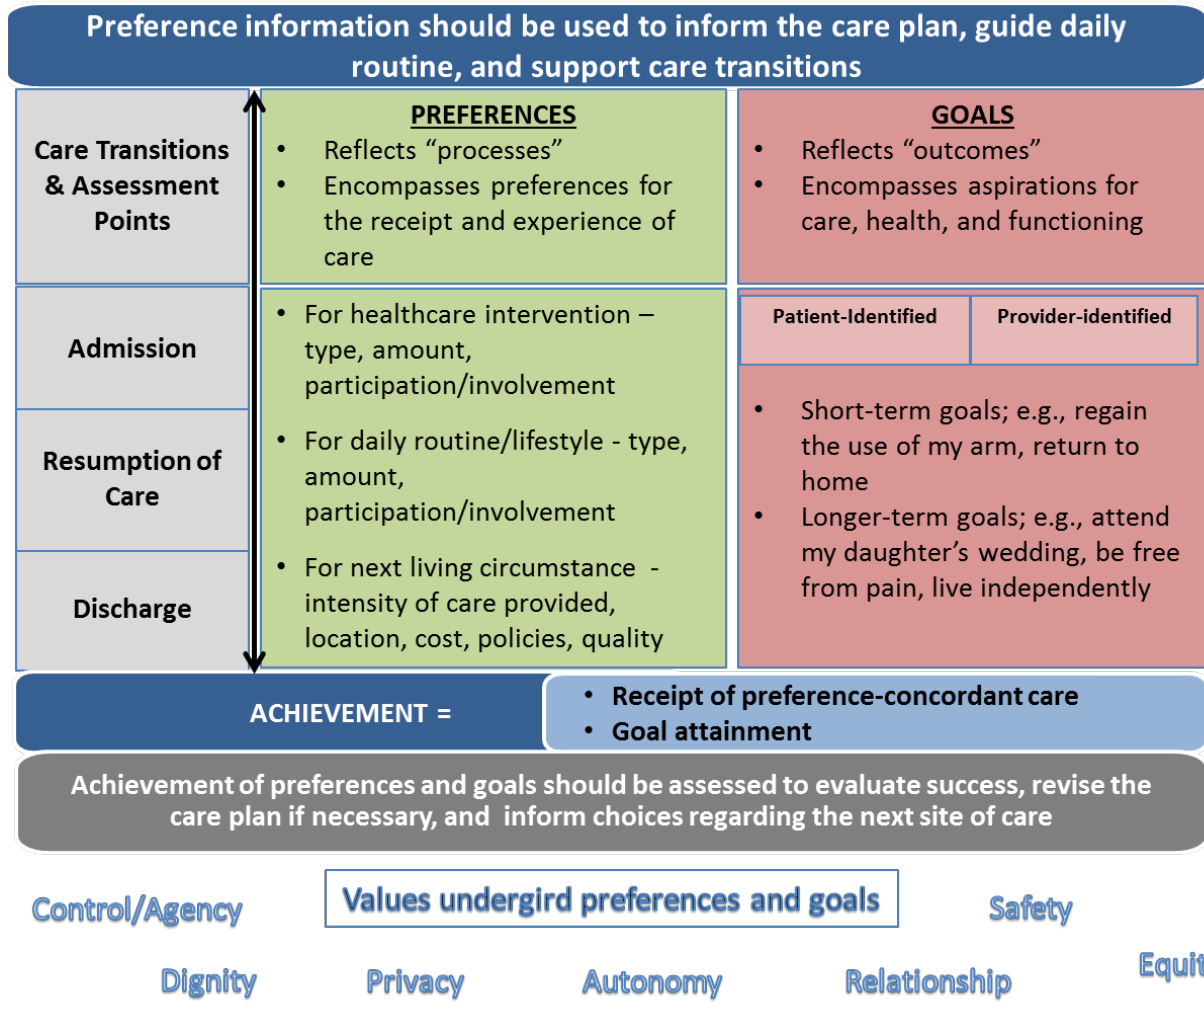 Preference information should be used to inform the care plan, guide daily
routine, and support care transitions
Care Transitions
& Assessment
Points
PREFERENCES
• Reflects “processes”
• Encompasses preferences for
the receipt and experience of
care
GOALS
• Reflects “outcomes”
• Encompasses aspirations for
care, health, and functioning
Admission
Resumption of
Care
Discharge
• For healthcare intervention –
type, amount,
participation/involvement
• For daily routine/lifestyle - type,
amount,
participation/involvement
• For next living circumstance -
intensity of care provided,
location, cost, policies, quality
Patient-Identified
Provider-identified
• Short-term goals; e.g., regain
the use of my arm, return to
home
• Longer-term goals; e.g., attend
my daughter’s wedding, be free
from pain, live independently
ACHIEVEMENT =
• Receipt of preference-concordant care
• Goal attainment
Achievement of preferences and goals should be assessed to evaluate success, revise the
care plan if necessary, and inform choices regarding the next site of care
Control/Agency
Values undergird preferences and goals
Safety
Dignity
Privacy
Autonomy
Relationship
Equit